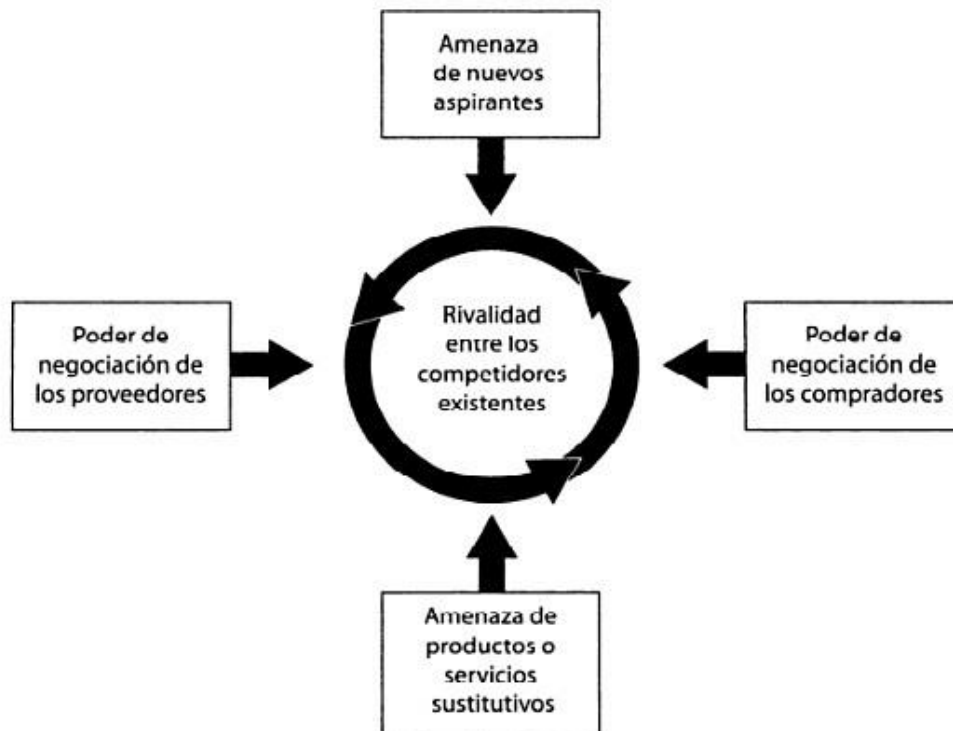 Amenaza
de nuevos
aspirantes
Poder de
negociación de
los proveedores
Rivalidad
entre los
competidores
existentes
Poder de
negociación de
los compradores
Amenaza de
productos o
servicios
sustitutivos